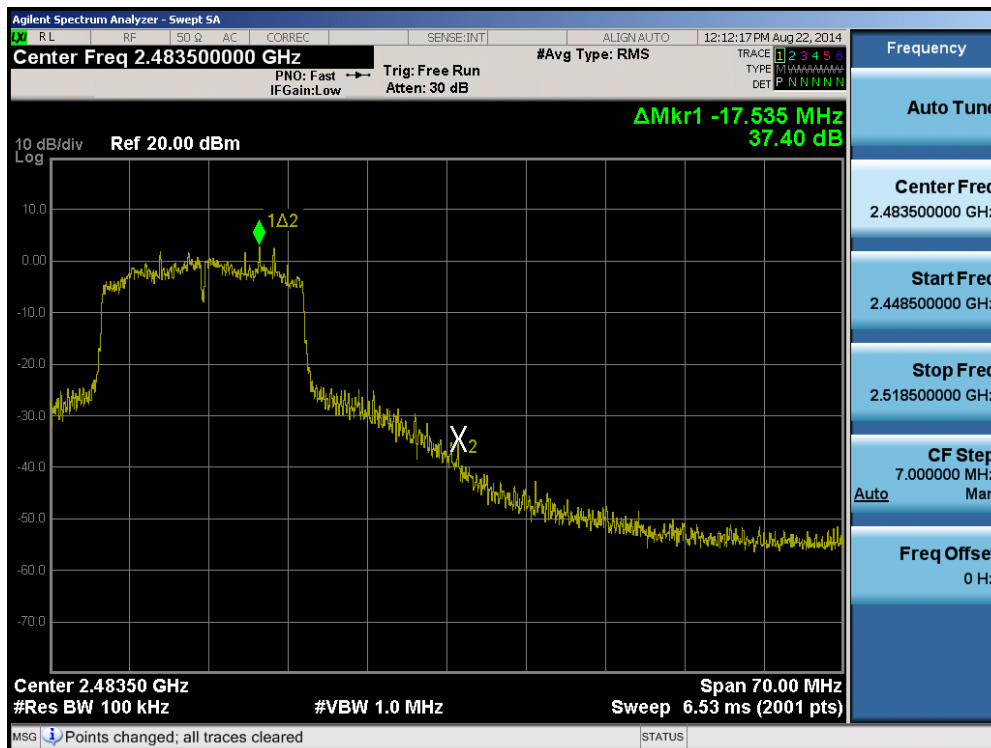 Agilent Spectrum Analyzer - Swept SA
LXI RL RF 50 Ω AC CORREC SENSE:INT ALIGN AUTO 12:12:17 PM Aug 22, 2014
Center Freq 2.483500000 GHz
PNO: Fast
IFGain:Low
Trig: Free Run
Atten: 30 dB
#Avg Type: RMS
TRACE 1 2 3 4 5 6
TYPE M WWWWW
DET P N N N N N
ΔMkr1 -17.535 MHz
37.40 dB
10 dB/div Ref 20.00 dBm
Log
10.0
0.00
-10.0
-20.0
-30.0
-40.0
-50.0
-60.0
-70.0
1Δ2
X2
Center 2.48350 GHz Span 70.00 MHz
#Res BW 100 kHz #VBW 1.0 MHz Sweep 6.53 ms (2001 pts)
MSG Points changed; all traces cleared STATUS
Frequency
Auto Tune
Center Freq
2.483500000 GHz
Start Freq
2.448500000 GHz
Stop Freq
2.518500000 GHz
CF Step
7.000000 MHz
Auto Man
Freq Offset
0 Hz